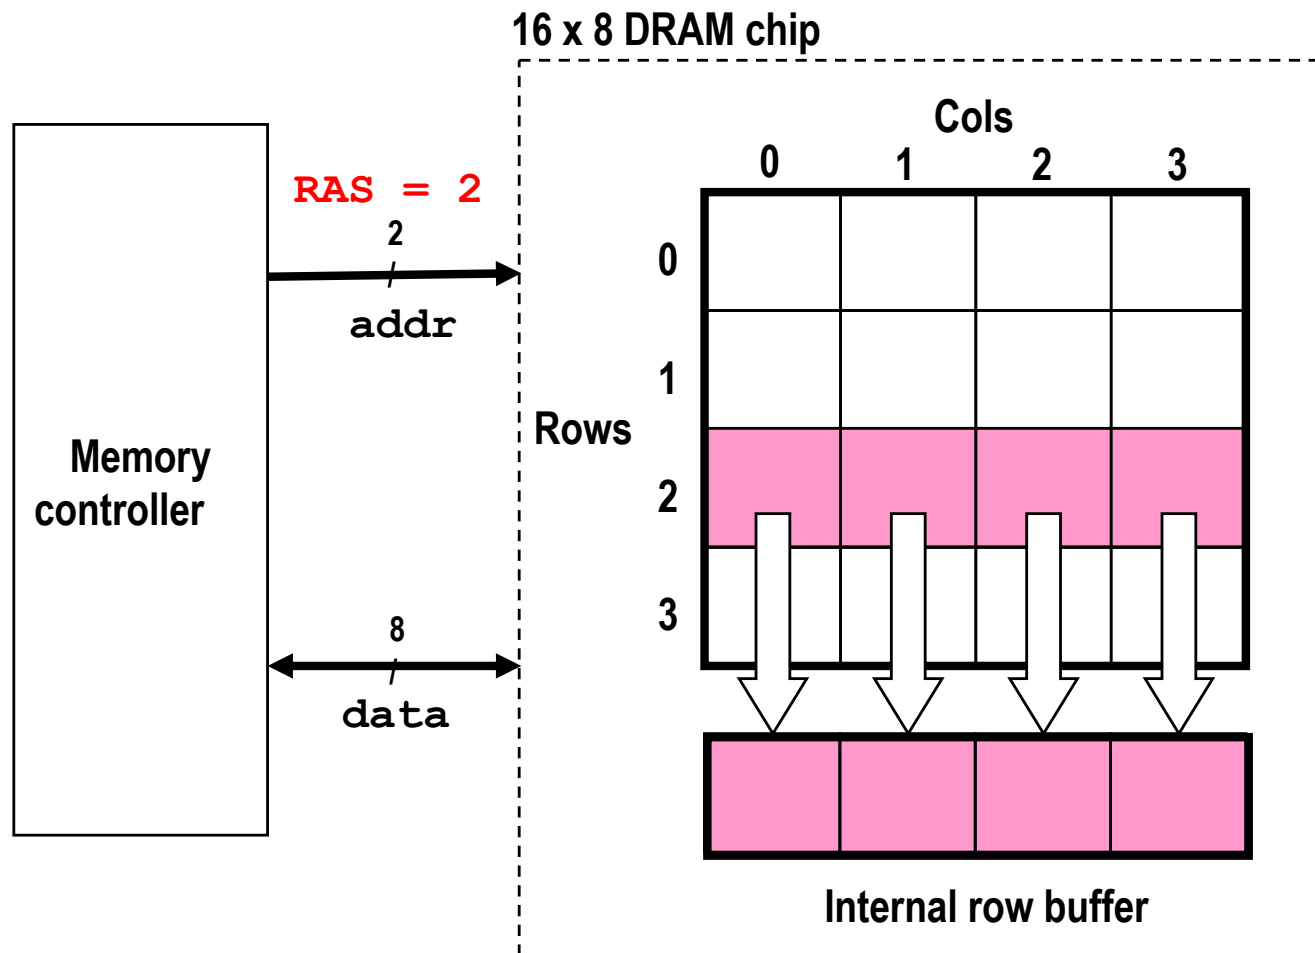 16 x 8 DRAM chip
Cols
0 1 2 3
RAS = 2
2
addr
0
1
Rows
2
Memory
controller
3
8
data
Internal row buffer